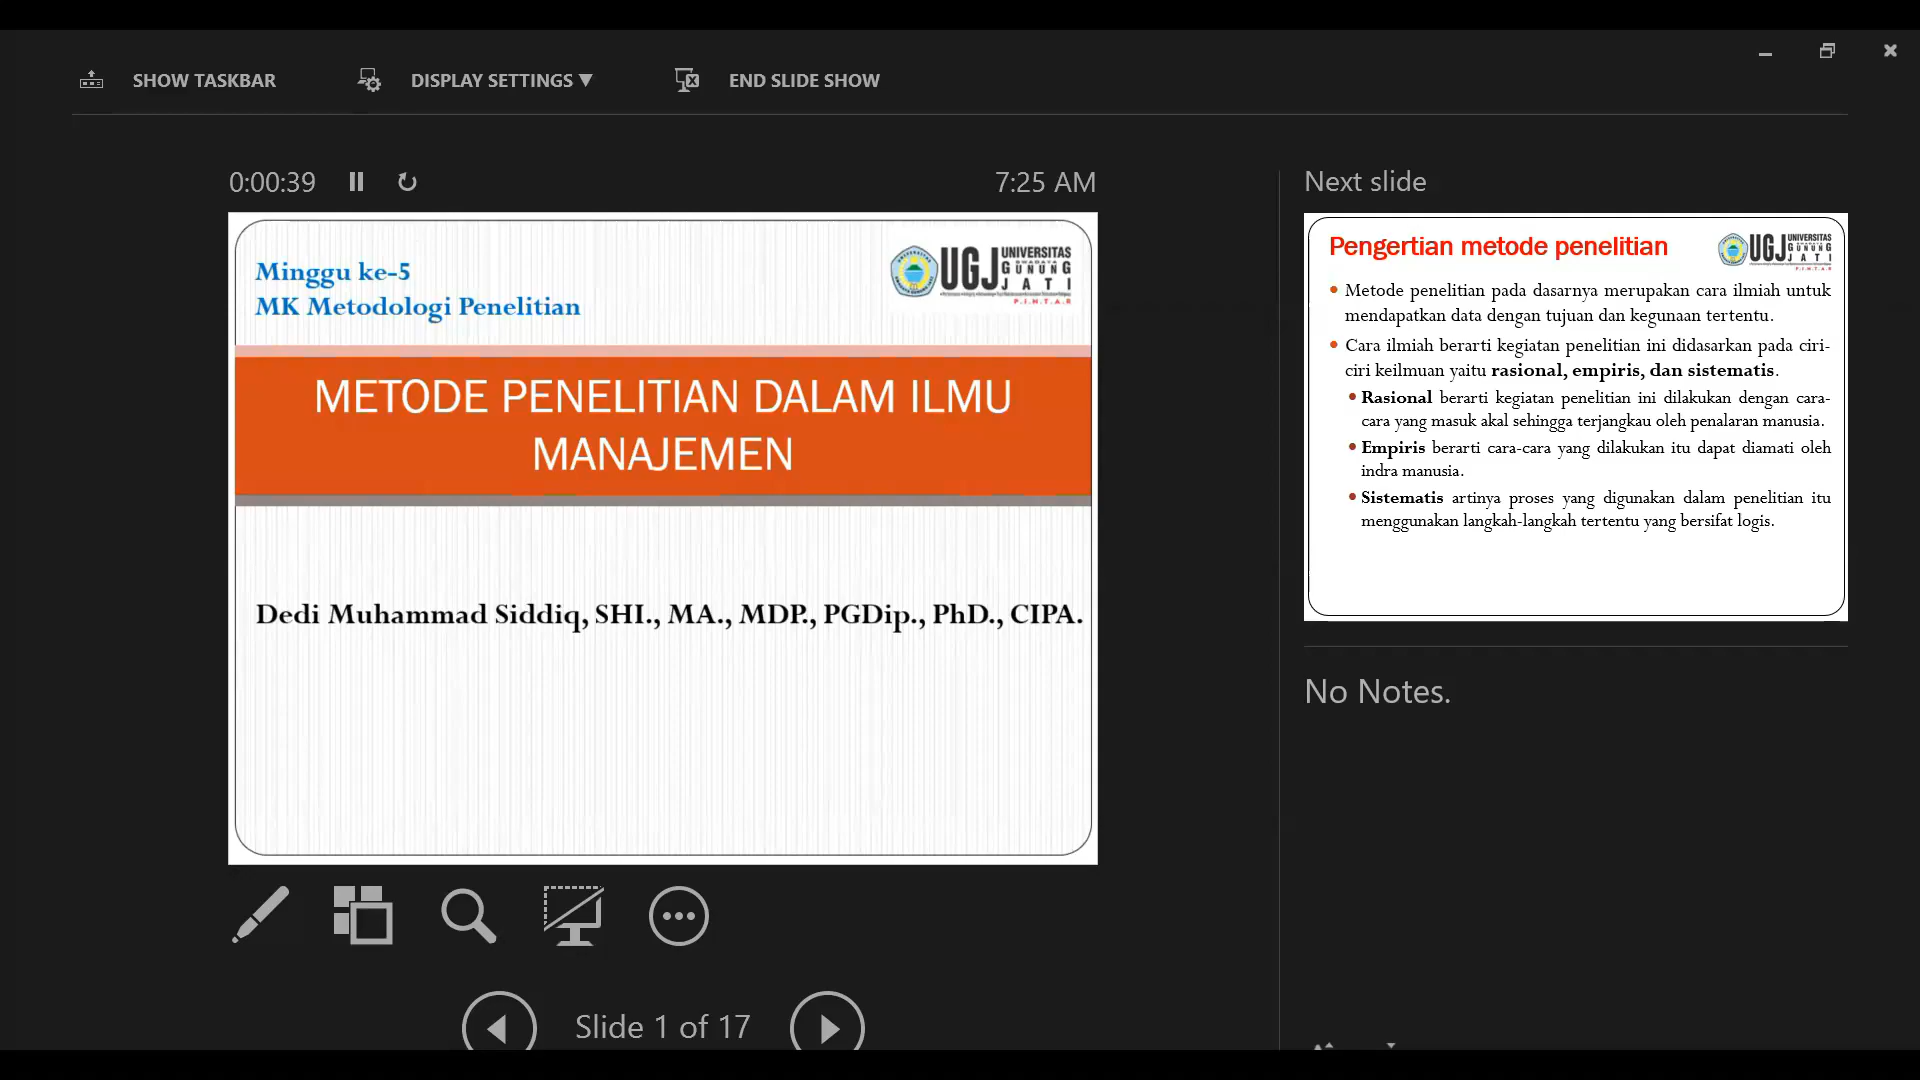 SHOW TASKBAR
DISPLAY SETTINGS ▼
END SLIDE SHOW
0:00:39
7:25 AM
Minggu ke-5
MK Metodologi Penelitian
UGJ UNIVERSITAS
SWADAYA
GUNUNG
JATI
P.I.N.T.A.R
METODE PENELITIAN DALAM ILMU
MANAJEMEN
Dedi Muhammad Siddiq, SHI., MA., MDP., PGDip., PhD., CIPA.
Slide 1 of 17
Next slide
Pengertian metode penelitian
UGJ UNIVERSITAS
SWADAYA
GUNUNG
JATI
P.I.N.T.A.R
• Metode penelitian pada dasarnya merupakan cara ilmiah untuk
mendapatkan data dengan tujuan dan kegunaan tertentu.
• Cara ilmiah berarti kegiatan penelitian ini didasarkan pada ciri-
ciri keilmuan yaitu rasional, empiris, dan sistematis.
• Rasional berarti kegiatan penelitian ini dilakukan dengan cara-
cara yang masuk akal sehingga terjangkau oleh penalaran manusia.
• Empiris berarti cara-cara yang dilakukan itu dapat diamati oleh
indra manusia.
• Sistematis artinya proses yang digunakan dalam penelitian itu
menggunakan langkah-langkah tertentu yang bersifat logis.
No Notes.